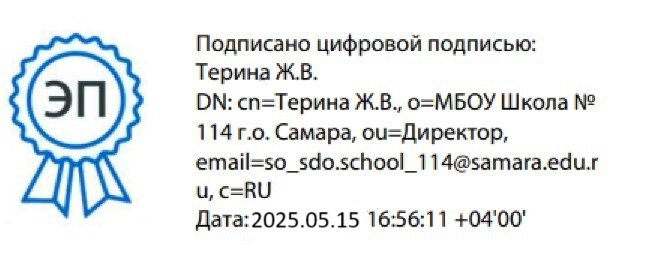 ЭП
Подписано цифровой подписью:
Терина Ж.В.
DN: cn=Терина Ж.В., o=МБОУ Школа №
114 г.о. Самара, ou=Директор,
email=so_sdo.school_114@samara.edu.r
u, c=RU
Дата:2025.05.15 16:56:11 +04'00'